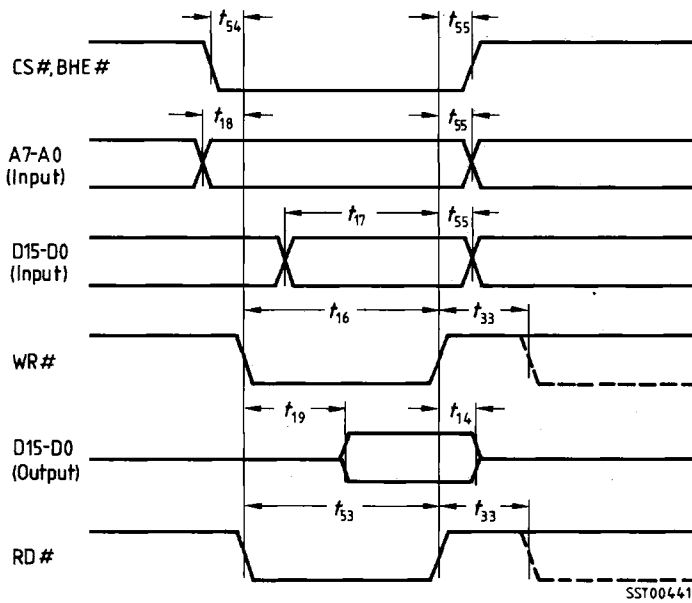 t54 t55
CS#, BHE#
t18 t55
A7-A0
(Input)
t17 t55
D15-D0
(Input)
t16 t33
WR#
t19 t14
D15-D0
(Output)
t53 t33
RD#
SST00441